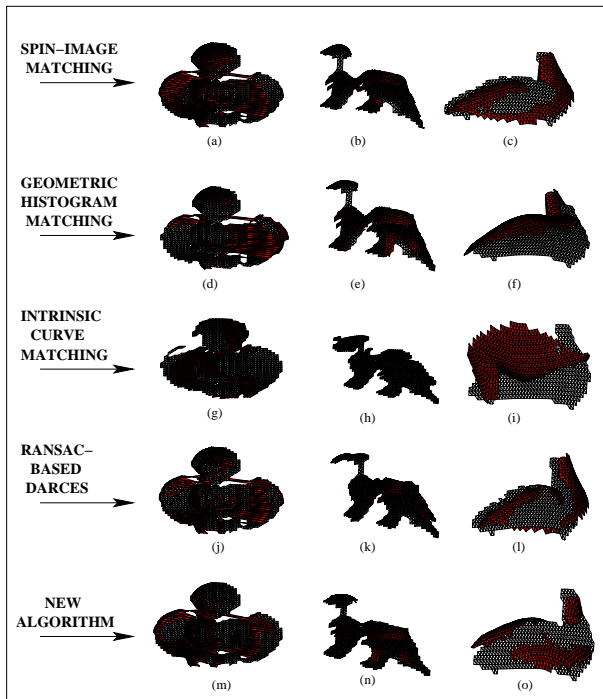 SPIN−IMAGE
MATCHING
(a)
(b)
(c)
GEOMETRIC
HISTOGRAM
MATCHING
(d)
(e)
(f)
INTRINSIC
CURVE
MATCHING
(g)
(h)
(i)
RANSAC−
BASED
DARCES
(j)
(k)
(l)
NEW
ALGORITHM
(m)
(n)
(o)